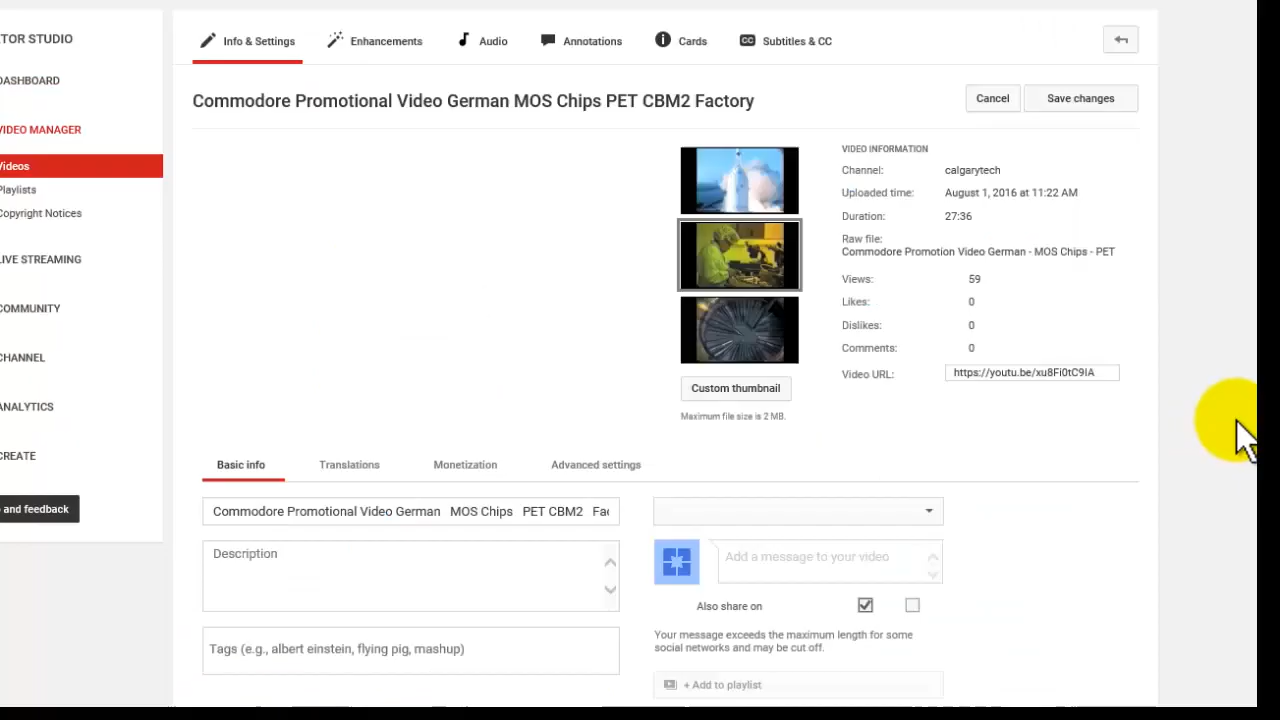 TOR STUDIO
DASHBOARD
VIDEO MANAGER
Videos
Playlists
Copyright Notices
LIVE STREAMING
COMMUNITY
CHANNEL
ANALYTICS
CREATE
and feedback
Info & Settings Enhancements Audio Annotations Cards CC Subtitles & CC
Commodore Promotional Video German MOS Chips PET CBM2 Factory
Cancel Save changes
VIDEO INFORMATION
Channel: calgarytech
Uploaded time: August 1, 2016 at 11:22 AM
Duration: 27:36
Raw file:
Commodore Promotion Video German - MOS Chips - PET
Views: 59
Likes: 0
Dislikes: 0
Comments: 0
Video URL: https://youtu.be/xu8Fi0tC9IA
Custom thumbnail
Maximum file size is 2 MB.
Basic info Translations Monetization Advanced settings
Commodore Promotional Video German MOS Chips PET CBM2 Fac
Description
Tags (e.g., albert einstein, flying pig, mashup)
Add a message to your video
Also share on
Your message exceeds the maximum length for some
social networks and may be cut off.
+ Add to playlist